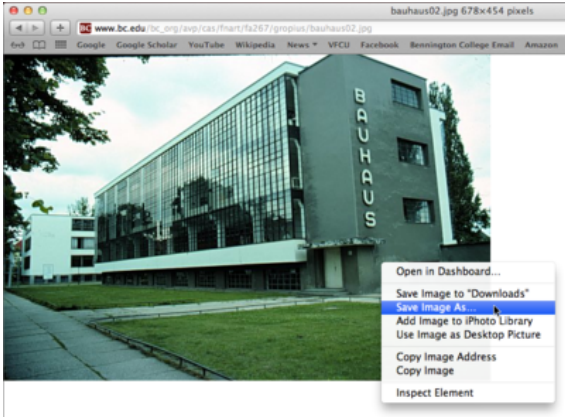 bauhaus02.jpg 678×454 pixels
BC www.bc.edu/bc_org/avp/cas/fnart/fa267/gropius/bauhaus02.jpg
Google Google Scholar YouTube Wikipedia News VFCU Facebook Bennington College Email Amazon
BAUHAUS
Open in Dashboard...
Save Image to "Downloads"
Save Image As...
Add Image to iPhoto Library
Use Image as Desktop Picture
Copy Image Address
Copy Image
Inspect Element